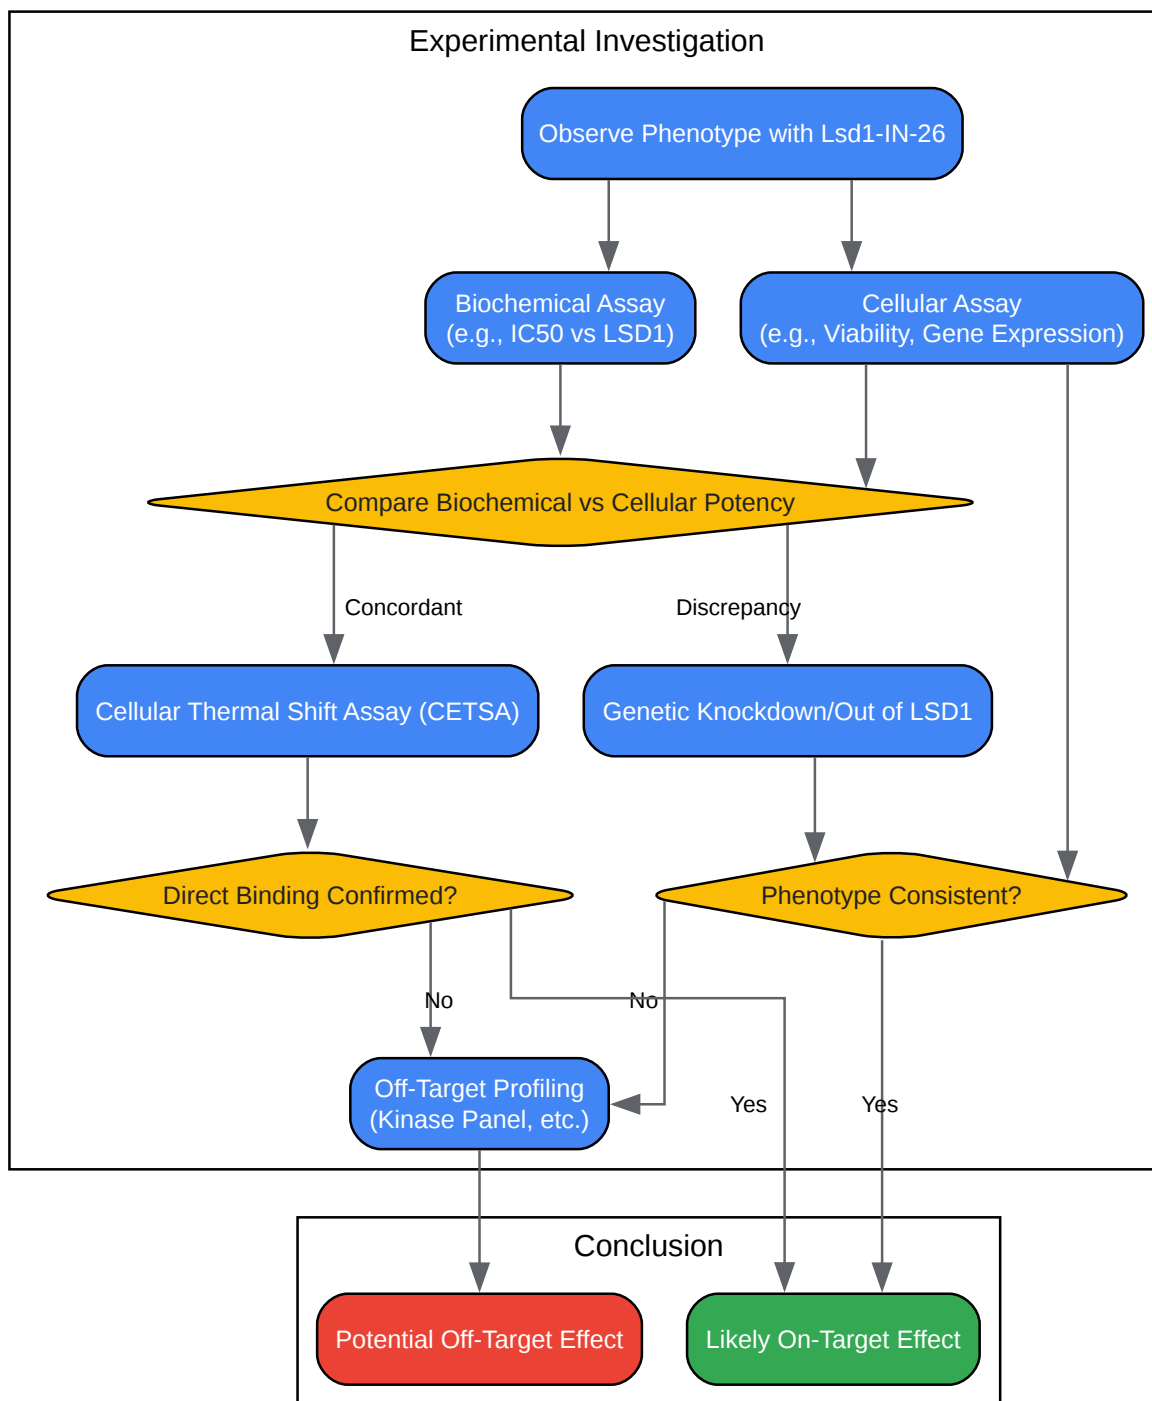 Experimental Investigation
Observe Phenotype with Lsd1-IN-26
Biochemical Assay
(e.g., IC50 vs LSD1)
Cellular Assay
(e.g., Viability, Gene Expression)
Compare Biochemical vs Cellular Potency
Concordant
Discrepancy
Cellular Thermal Shift Assay (CETSA)
Genetic Knockdown/Out of LSD1
Direct Binding Confirmed?
Phenotype Consistent?
No
No
Off-Target Profiling
(Kinase Panel, etc.)
Yes
Yes
Conclusion
Potential Off-Target Effect
Likely On-Target Effect